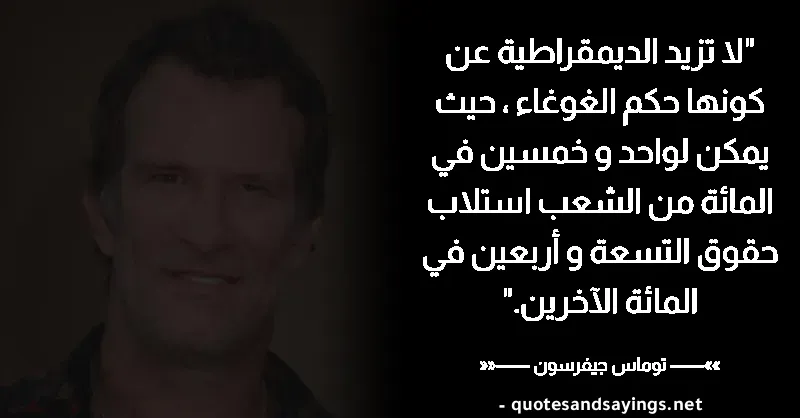 "لا تزيد الديمقراطية عن
كونها حكم الغوغاء ، حيث
يمكن لواحد و خمسين في
المائة من الشعب استلاب
حقوق التسعة و أربعين في
المائة الآخرين."
»»—— توماس جيفرسون ——««
- quotesandsayings.net